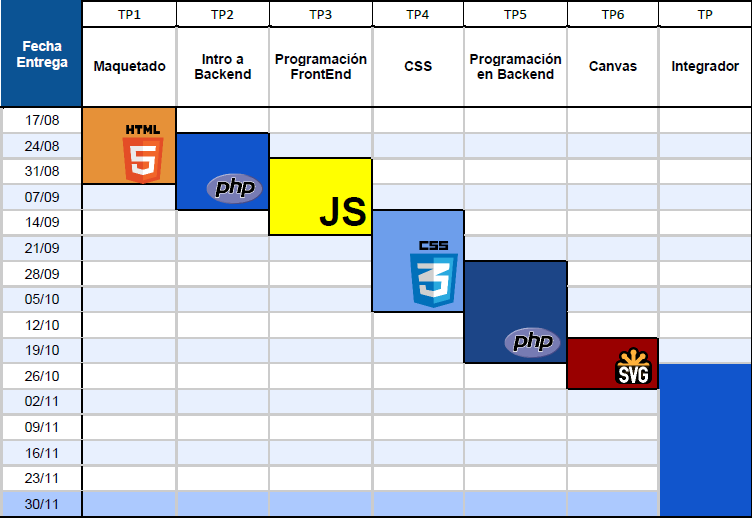 TP1 TP2 TP3 TP4 TP5 TP6 TP
Fecha Entrega
Maquetado
Intro a Backend
Programación FrontEnd
CSS
Programación en Backend
Canvas
Integrador
17/08
HTML
5
24/08
31/08
php
07/09
JS
14/09
21/09
CSS
3
28/09
05/10
12/10
php
19/10
SVG
26/10
02/11
09/11
16/11
23/11
30/11